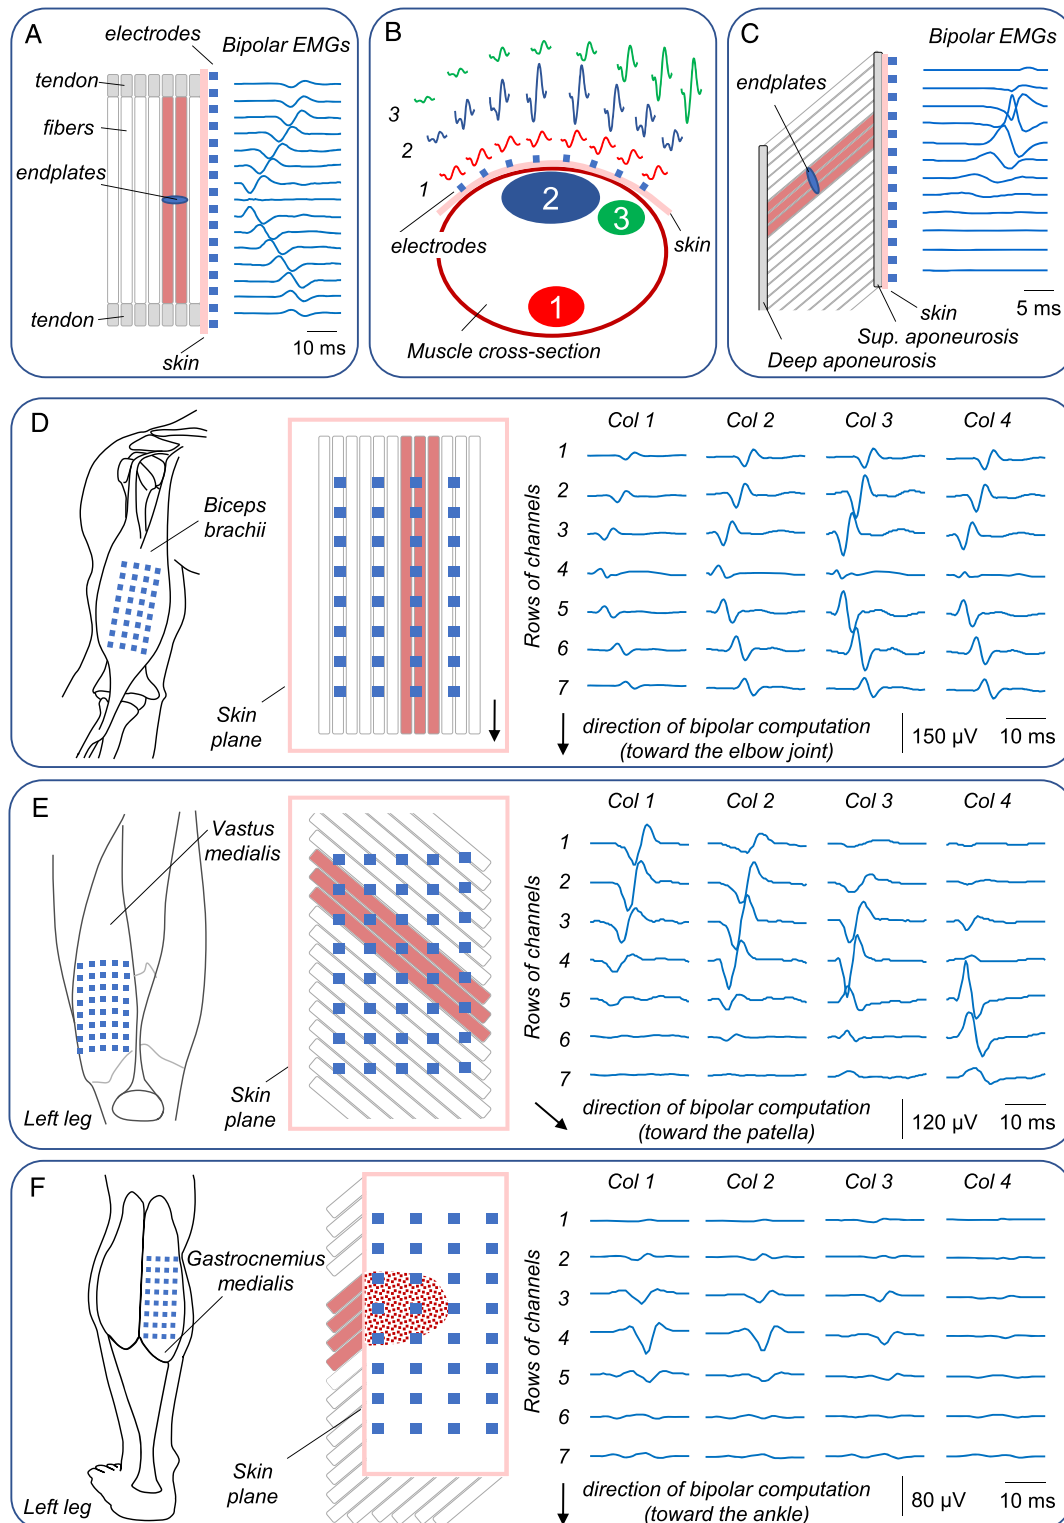 A
electrodes
Bipolar EMGs
tendon
fibers
endplates
tendon
skin
10 ms
B
3
2
1
2
3
1
electrodes
skin
Muscle cross-section
C
Bipolar EMGs
endplates
skin
5 ms
Sup. aponeurosis
Deep aponeurosis
D
Biceps
brachii
Skin
plane
Col 1 Col 2 Col 3 Col 4
Rows of channels
1
2
3
4
5
6
7
direction of bipolar computation
(toward the elbow joint)
150 µV
10 ms
E
Vastus
medialis
Skin
plane
Left leg
Col 1 Col 2 Col 3 Col 4
Rows of channels
1
2
3
4
5
6
7
direction of bipolar computation
(toward the patella)
120 µV
10 ms
F
Gastrocnemius
medialis
Skin
plane
Left leg
Col 1 Col 2 Col 3 Col 4
Rows of channels
1
2
3
4
5
6
7
direction of bipolar computation
(toward the ankle)
80 µV
10 ms